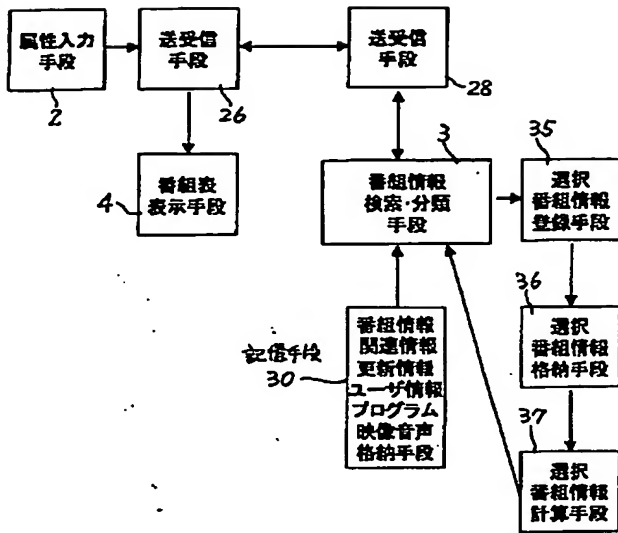 属性入力
手段
2
送受信
手段
26
送受信
手段
28
番組表
表示手段
4
番組情報
検索・分類
手段
3
選択
番組情報
登録手段
35
選択
番組情報
格納手段
36
番組情報
関連情報
更新情報
ユーザ情報
プログラム
映像音声
格納手段
記憶手段
30
選択
番組情報
計算手段
37